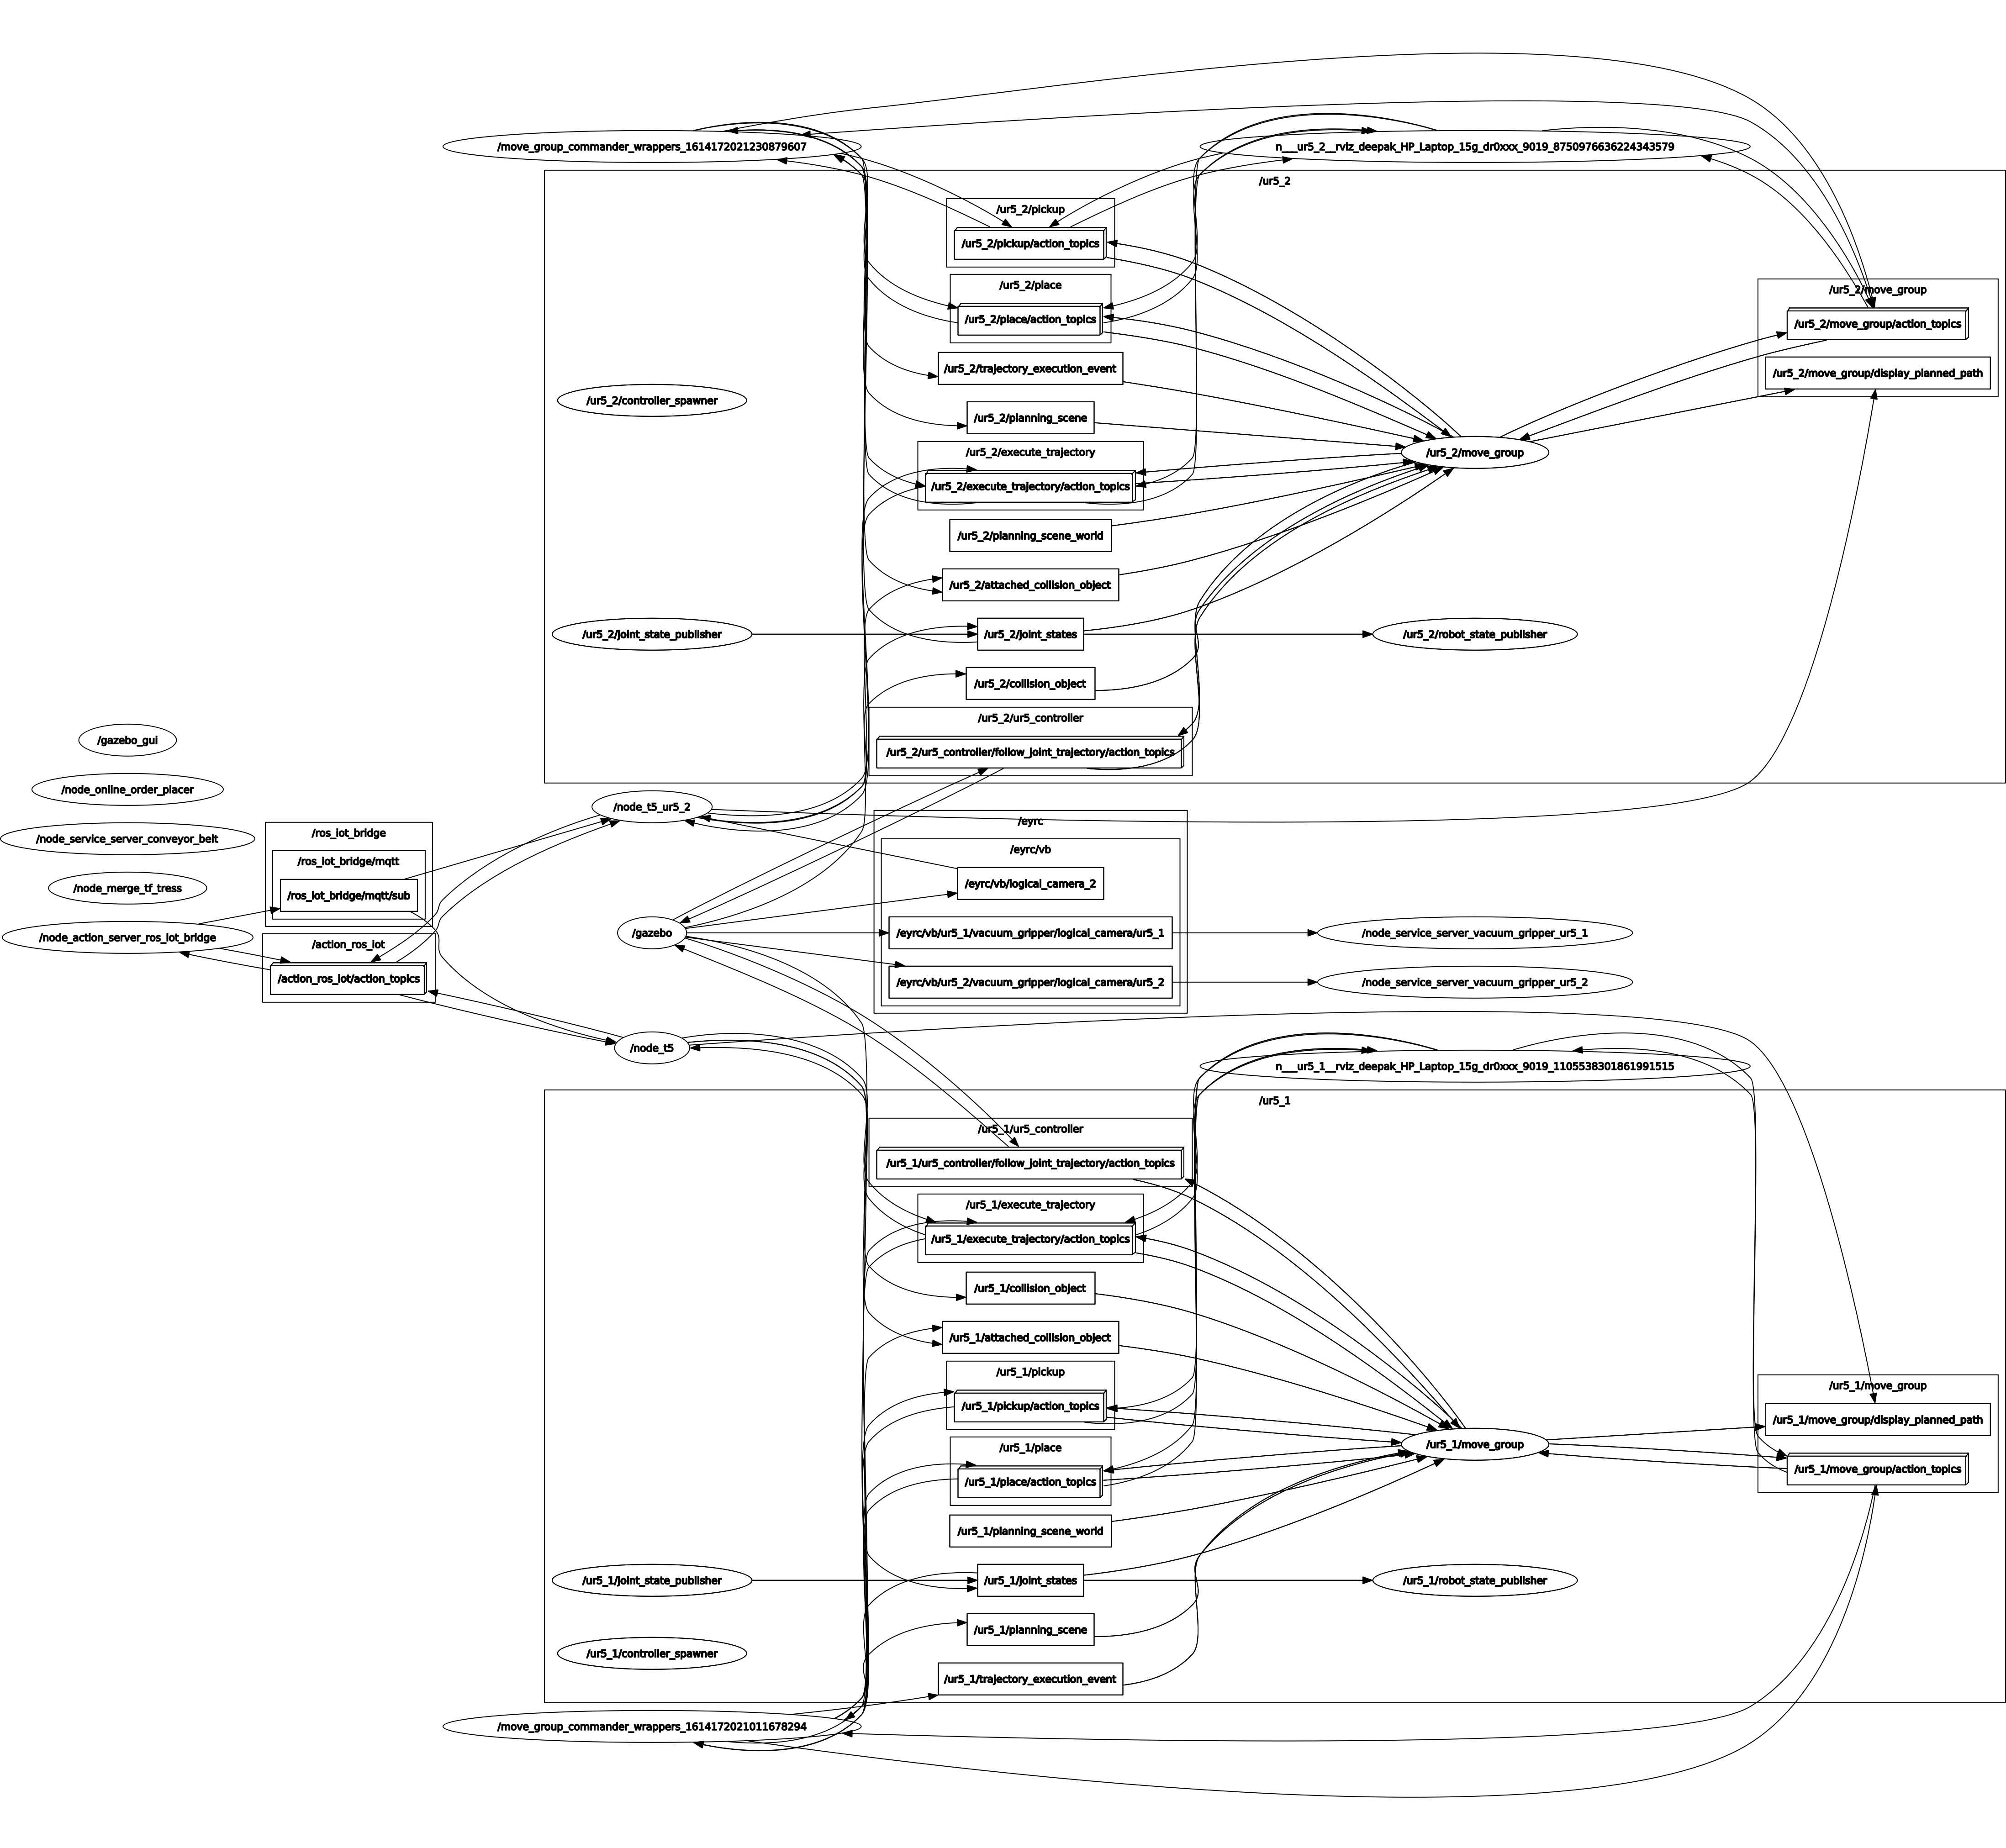 /move_group_commander_wrappers_1614172021230879607
n___ur5_2__rviz_deepak_HP_Laptop_15g_dr0xxx_9019_8750976636224343579
/ur5_2
/ur5_2/pickup
/ur5_2/pickup/action_topics
/ur5_2/place
/ur5_2/place/action_topics
/ur5_2/move_group
/ur5_2/move_group/action_topics
/ur5_2/trajectory_execution_event
/ur5_2/move_group/display_planned_path
/ur5_2/controller_spawner
/ur5_2/planning_scene
/ur5_2/execute_trajectory
/ur5_2/move_group
/ur5_2/execute_trajectory/action_topics
/ur5_2/planning_scene_world
/ur5_2/attached_collision_object
/ur5_2/joint_state_publisher
/ur5_2/joint_states
/ur5_2/robot_state_publisher
/ur5_2/collision_object
/ur5_2/ur5_controller
/gazebo_gui
/ur5_2/ur5_controller/follow_joint_trajectory/action_topics
/node_online_order_placer
/node_t5_ur5_2
/eyrc
/node_service_server_conveyor_belt
/ros_iot_bridge
/eyrc/vb
/ros_iot_bridge/mqtt
/node_merge_tf_tress
/ros_iot_bridge/mqtt/sub
/eyrc/vb/logical_camera_2
/node_action_server_ros_iot_bridge
/action_ros_iot
/gazebo
/eyrc/vb/ur5_1/vacuum_gripper/logical_camera/ur5_1
/node_service_server_vacuum_gripper_ur5_1
/action_ros_iot/action_topics
/eyrc/vb/ur5_2/vacuum_gripper/logical_camera/ur5_2
/node_service_server_vacuum_gripper_ur5_2
/node_t5
n___ur5_1__rviz_deepak_HP_Laptop_15g_dr0xxx_9019_1105538301861991515
/ur5_1
/ur5_1/ur5_controller
/ur5_1/ur5_controller/follow_joint_trajectory/action_topics
/ur5_1/execute_trajectory
/ur5_1/execute_trajectory/action_topics
/ur5_1/collision_object
/ur5_1/attached_collision_object
/ur5_1/pickup
/ur5_1/pickup/action_topics
/ur5_1/move_group
/ur5_1/move_group/display_planned_path
/ur5_1/place
/ur5_1/move_group
/ur5_1/place/action_topics
/ur5_1/move_group/action_topics
/ur5_1/planning_scene_world
/ur5_1/joint_state_publisher
/ur5_1/joint_states
/ur5_1/robot_state_publisher
/ur5_1/planning_scene
/ur5_1/controller_spawner
/ur5_1/trajectory_execution_event
/move_group_commander_wrappers_1614172021011678294